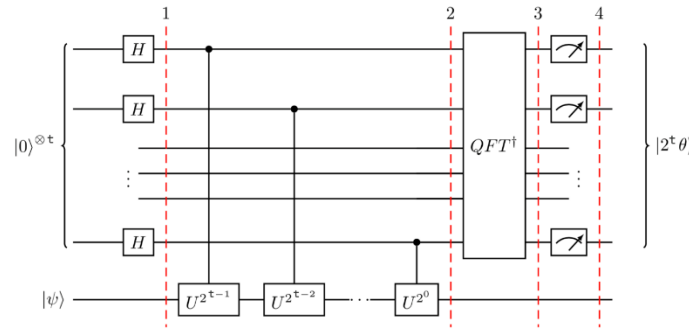 1 2 3 4
H
H
|0⟩^{⊗t}
QFT†
|2^t θ⟩
⋮ ⋮
H
|ψ⟩ U^{2^{t−1}} U^{2^{t−2}} ··· U^{2^0}